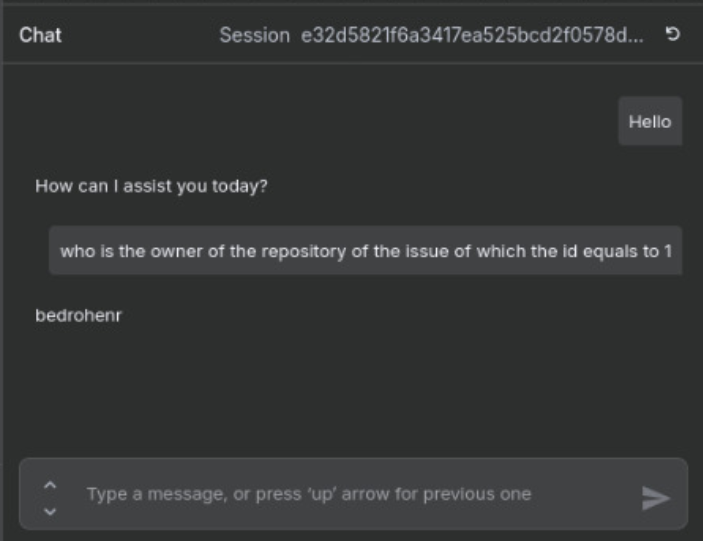 Chat
Session e32d5821f6a3417ea525bcd2f0578d...
Hello
How can I assist you today?
who is the owner of the repository of the issue of which the id equals to 1
bedrohenr
Type a message, or press ‘up’ arrow for previous one